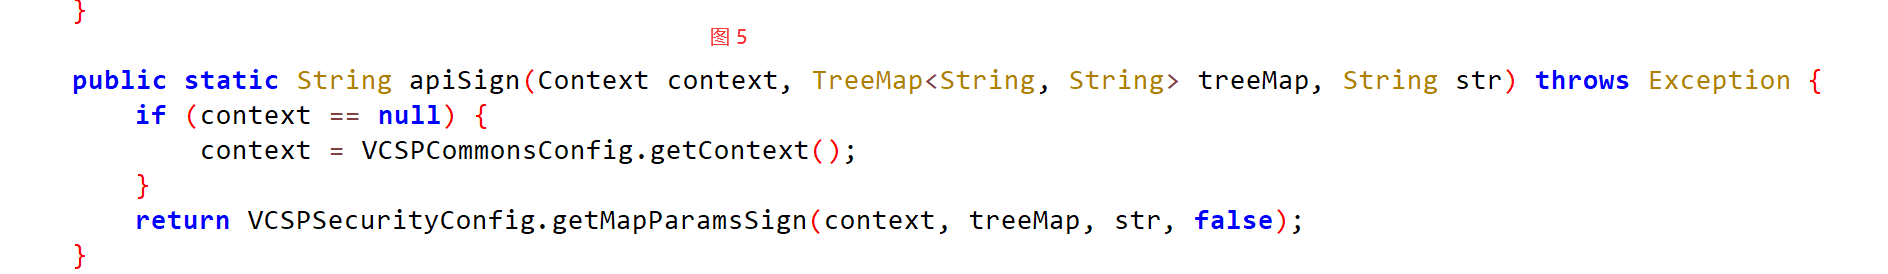 }
图 5
public static String apiSign(Context context, TreeMap<String, String> treeMap, String str) throws Exception {
    if (context == null) {
        context = VCSPCommonsConfig.getContext();
    }
    return VCSPSecurityConfig.getMapParamsSign(context, treeMap, str, false);
}